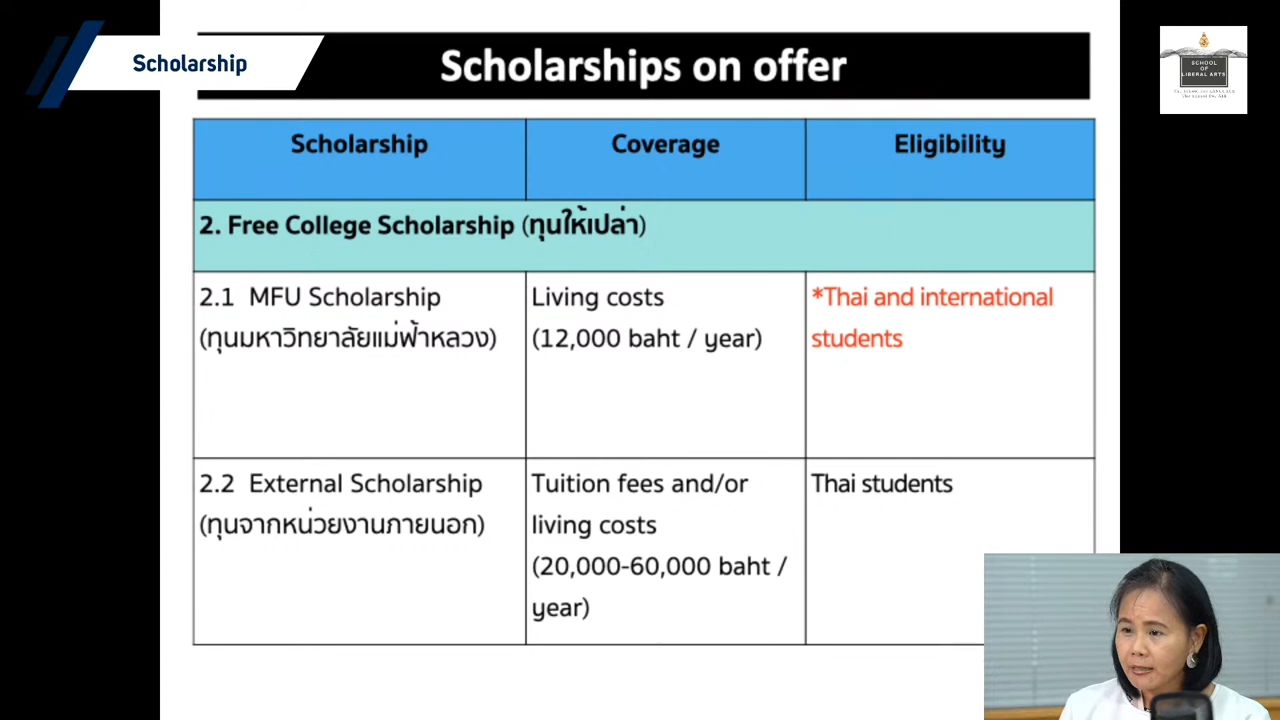 Scholarship
Scholarships on offer
SCHOOL
OF
LIBERAL ARTS
Scholarship
Coverage
Eligibility
2. Free College Scholarship (ทุนให้เปล่า)
2.1 MFU Scholarship
(ทุนมหาวิทยาลัยแม่ฟ้าหลวง)
Living costs
(12,000 baht / year)
*Thai and international
students
2.2 External Scholarship
(ทุนจากหน่วยงานภายนอก)
Tuition fees and/or
living costs
(20,000-60,000 baht /
year)
Thai students